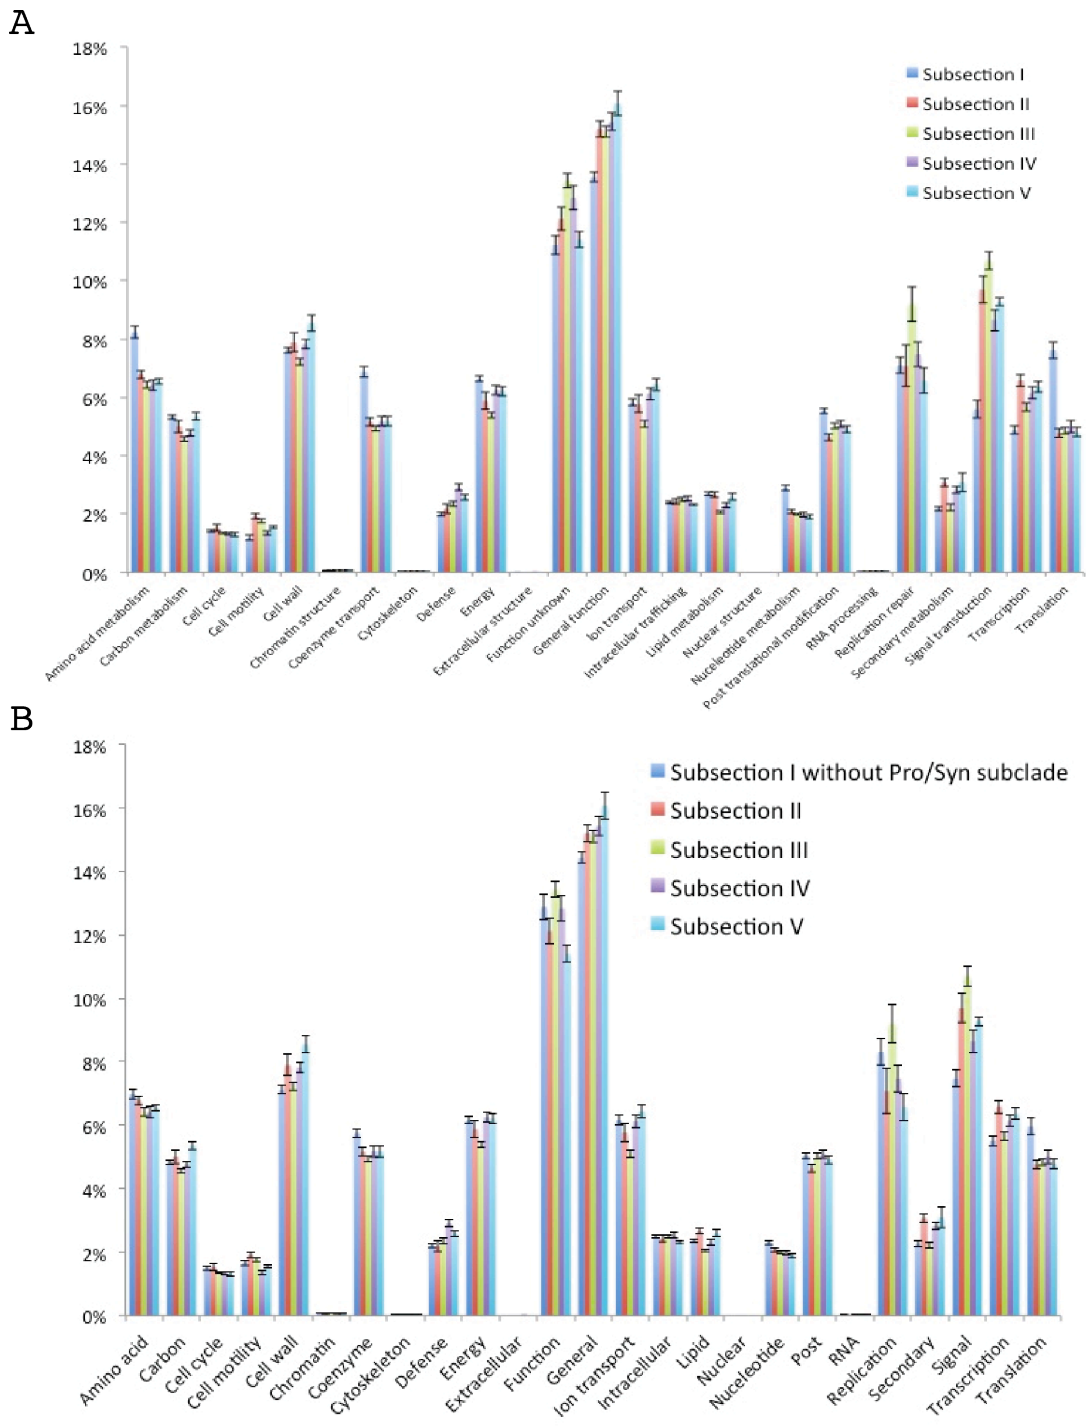 A
18%
16%
14%
12%
10%
8%
6%
4%
2%
0%
Subsection I
Subsection II
Subsection III
Subsection IV
Subsection V
Amino acid metabolism
Carbon metabolism
Cell cycle
Cell motility
Cell wall
Chromatin structure
Coenzyme transport
Cytoskeleton
Defense
Energy
Extracellular structure
Function unknown
General function
Ion transport
Intracellular trafficking
Lipid metabolism
Nuclear structure
Nuceleotide metabolism
Post translational modification
RNA processing
Replication repair
Secondary metabolism
Signal transduction
Transcription
Translation
B
18%
16%
14%
12%
10%
8%
6%
4%
2%
0%
Subsection I without Pro/Syn subclade
Subsection II
Subsection III
Subsection IV
Subsection V
Amino acid
Carbon
Cell cycle
Cell motility
Cell wall
Chromatin
Coenzyme
Cytoskeleton
Defense
Energy
Extracellular
Function
General
Ion transport
Intracellular
Lipid
Nuclear
Nuceleotide
Post
RNA
Replication
Secondary
Signal
Transcription
Translation